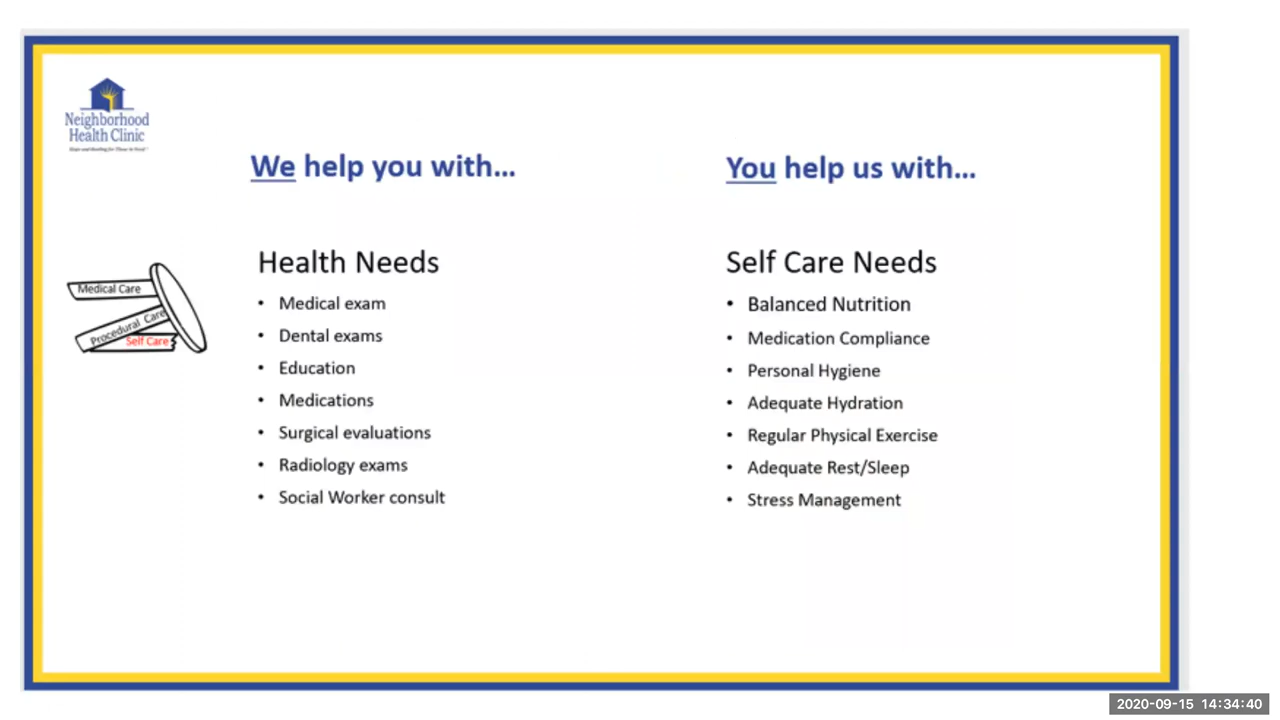 Neighborhood
Health Clinic
We help you with...
Health Needs
• Medical exam
• Dental exams
• Education
• Medications
• Surgical evaluations
• Radiology exams
• Social Worker consult
You help us with...
Self Care Needs
• Balanced Nutrition
• Medication Compliance
• Personal Hygiene
• Adequate Hydration
• Regular Physical Exercise
• Adequate Rest/Sleep
• Stress Management
Medical Care
Procedural Care
Self Care
2020-09-15 14:34:40